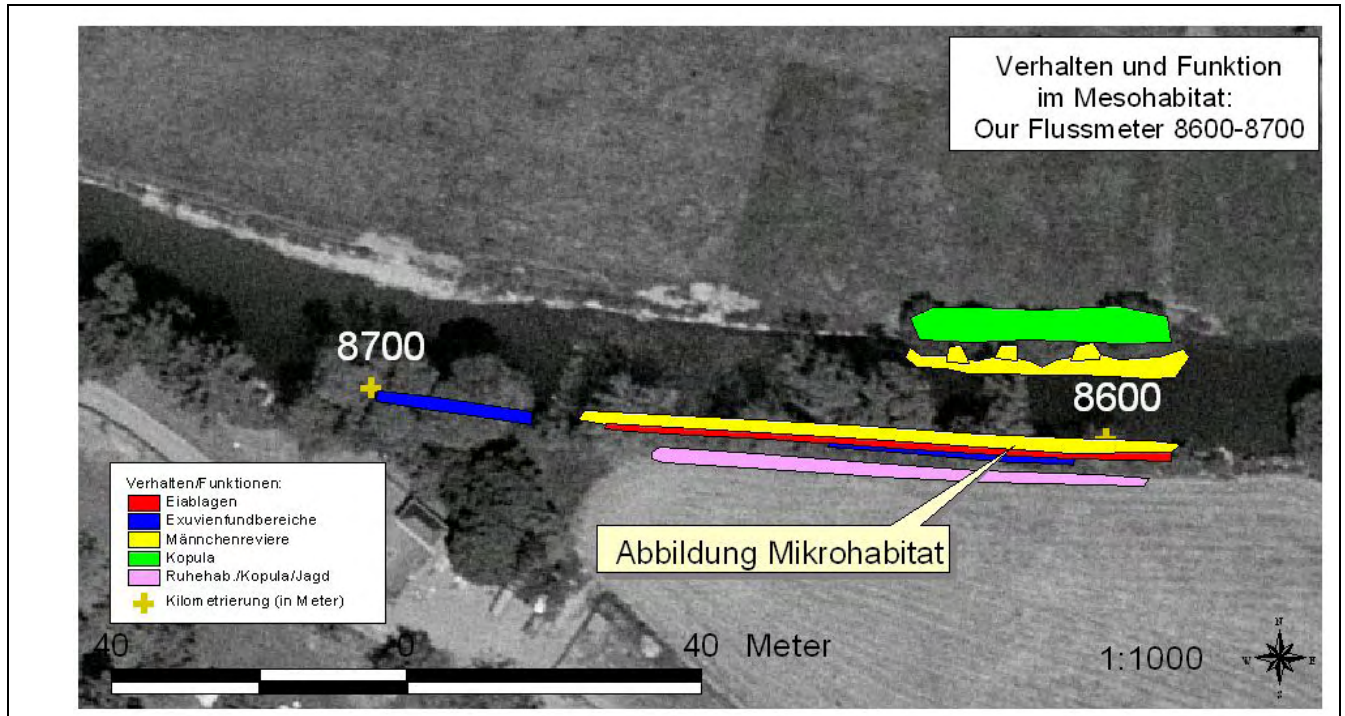 Verhalten und Funktion
im Mesohabitat:
Our Flussmeter 8600-8700
8700
8600
Abbildung Mikrohabitat
Verhalten/Funktionen:
Eiablagen
Exuvienfundbereiche
Männchenreviere
Kopula
Ruhehab./Kopula/Jagd
Kilometrierung (in Meter)
40 0 40 Meter
1:1000
N
W E
S